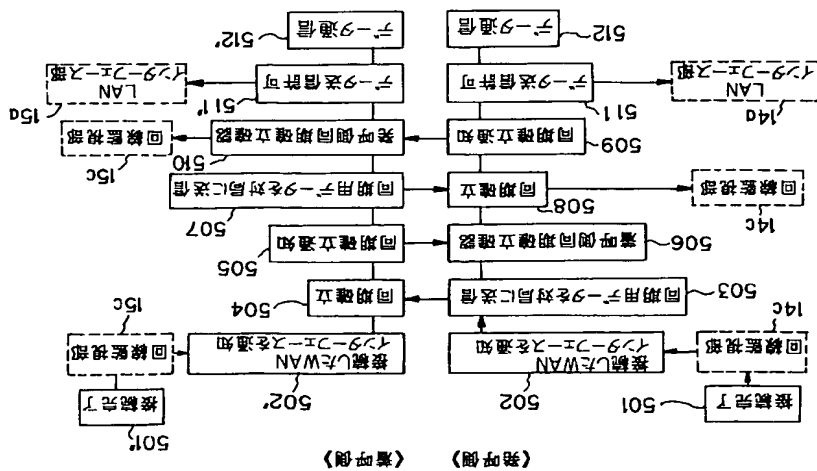 《発呼側》 《着呼側》
501 501'
接続完了 接続完了
502 502'
回線監視部 接続したWAN 接続したWAN 回線監視部
インターフェースを通知 インターフェースを通知
14c 15c
503 同期用データを対局に送信 同期確立 504
506 着呼側同期確立確認 同期確立通知 505
14c
回線監視部 508 同期確立 同期用データを対局に送信 507
509 同期確立通知 発呼側同期確立確認 510 回線監視部 15c
14a 15a
LAN データ送信許可 データ送信許可 LAN
インターフェース部 511 511' インターフェース部
512 データ通信 データ通信 512'